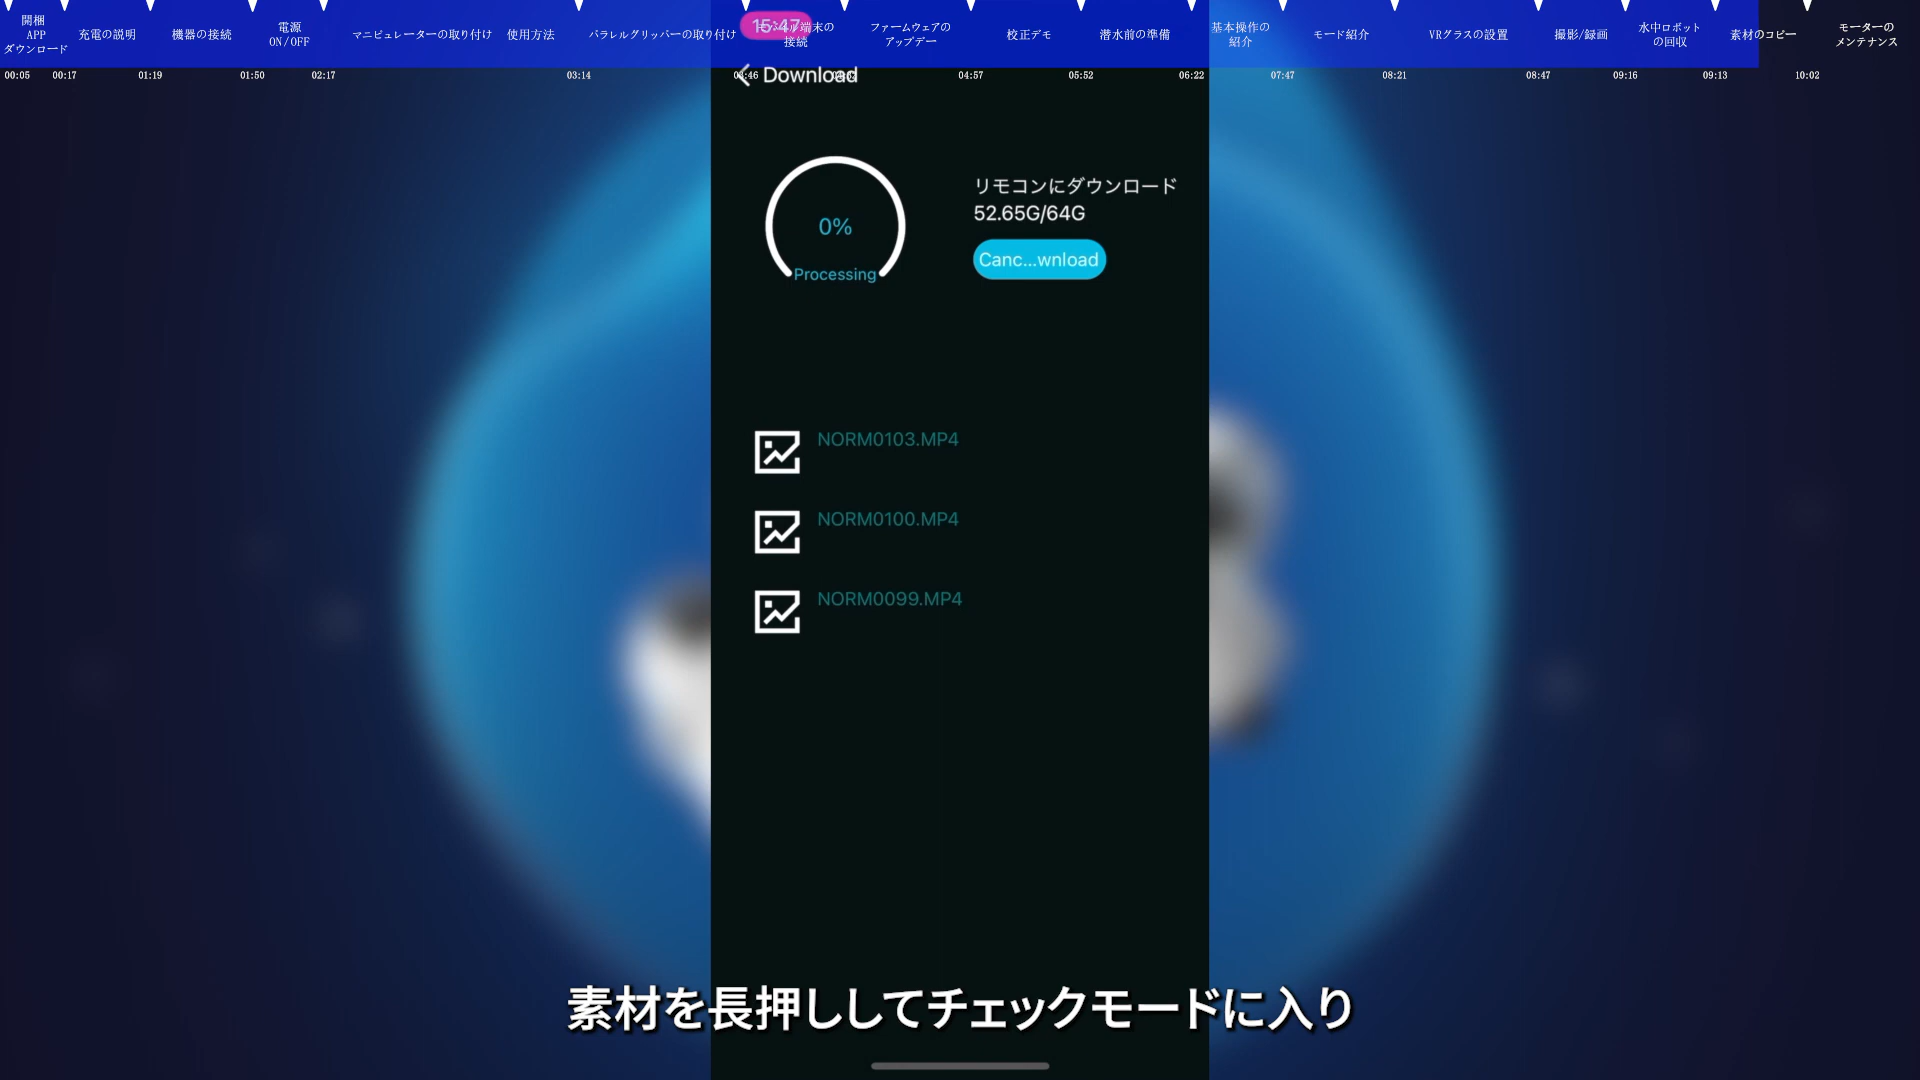 開梱
APP
ダウンロード
充電の説明
機器の接続
電源
ON/OFF
マニピュレーターの取り付け 使用方法
パラレルグリッパーの取り付け
15:47
端末の
接続
ファームウェアの
アップデー
校正デモ
潜水前の準備
基本操作の
紹介
モード紹介
VRグラスの設置
撮影/録画
水中ロボット
の回収
素材のコピー
モーターの
メンテナンス
00:05 00:17 01:19 01:50 02:17 03:14 03:46 04:57 05:52 06:22 07:47 08:21 08:47 09:16 09:13 10:02
Download
0%
Processing
リモコンにダウンロード
52.65G/64G
Canc...wnload
NORM0103.MP4
NORM0100.MP4
NORM0099.MP4
素材を長押ししてチェックモードに入り